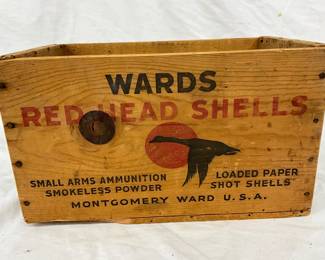 WARDS
RED HEAD SHELLS
SMALL ARMS AMMUNITION
SMOKELESS POWDER
LOADED PAPER
SHOT SHELLS
MONTGOMERY WARD U.S.A.